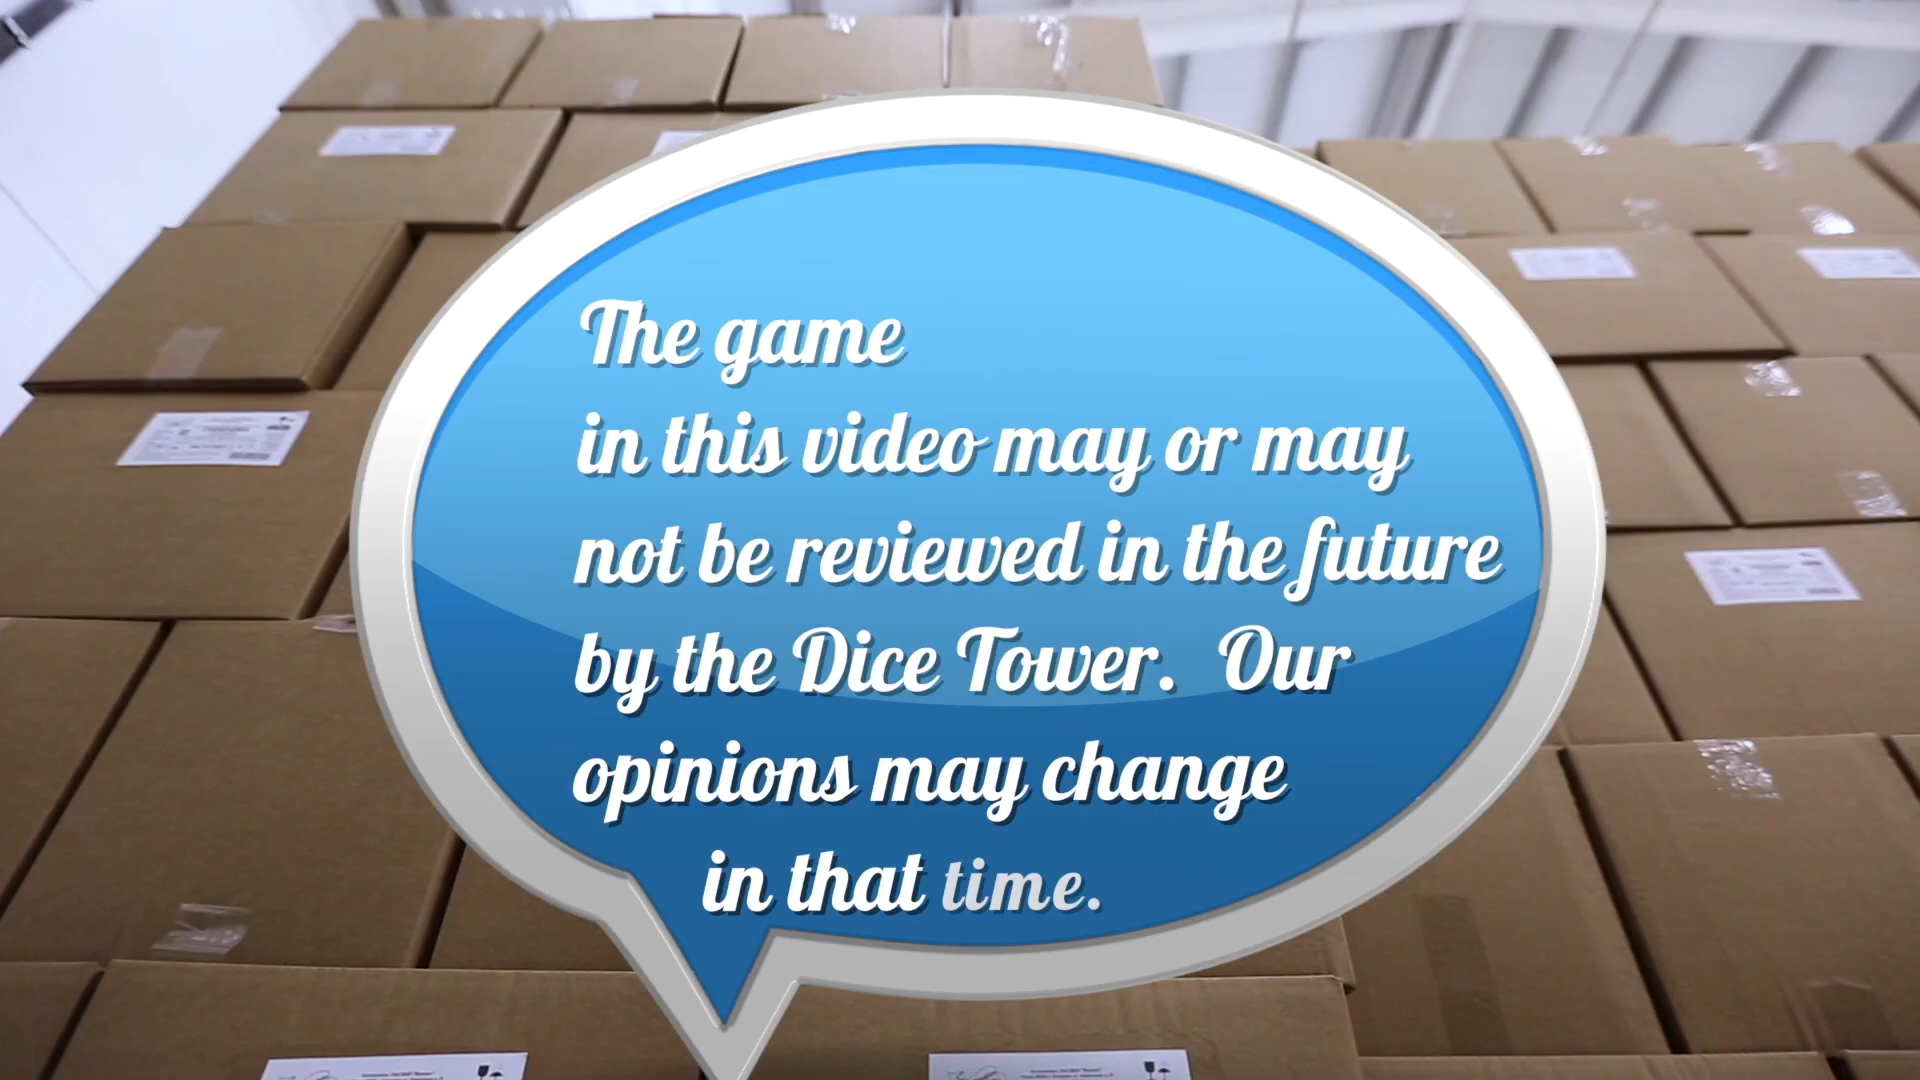 The game
in this video may or may
not be reviewed in the future
by the Dice Tower. Our
opinions may change
in that time.